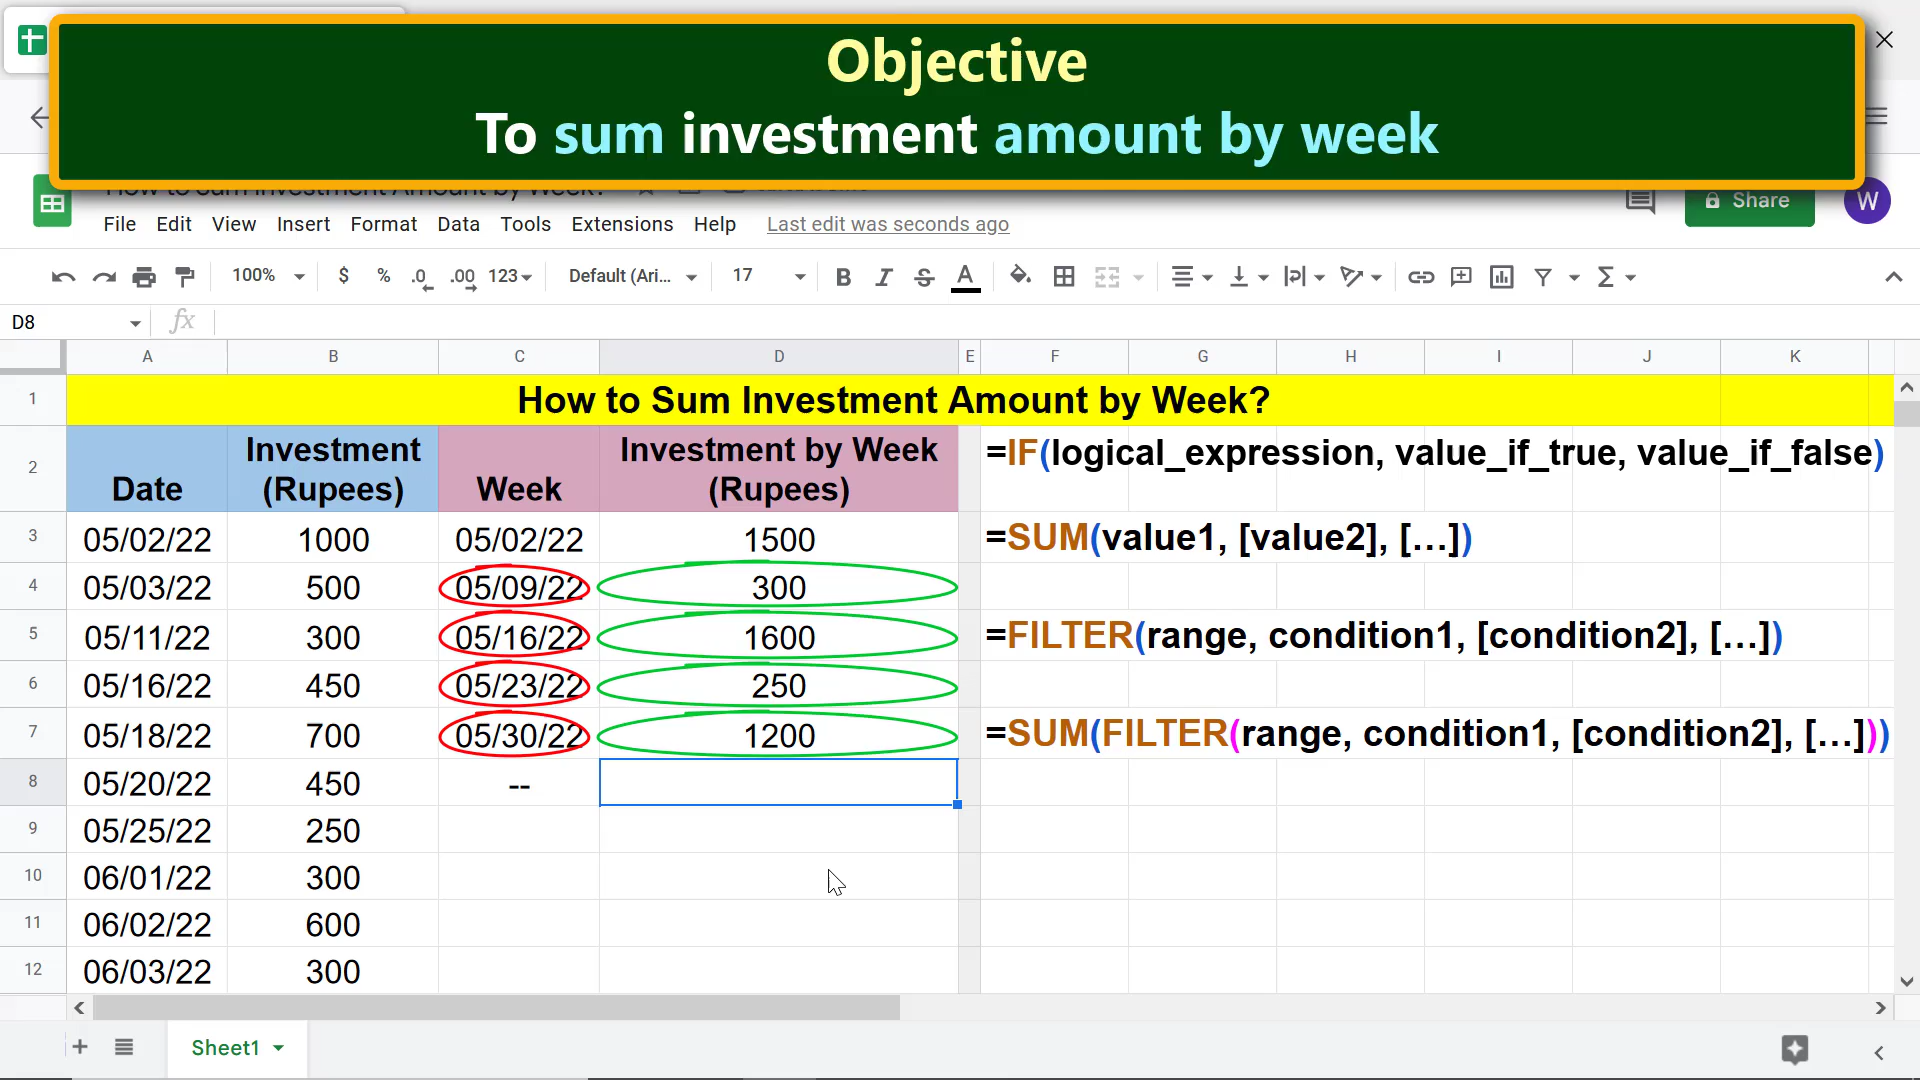 Objective
To sum investment amount by week
How to Sum Investment Amount by Week?
File Edit View Insert Format Data Tools Extensions Help Last edit was seconds ago
Share
W
100% $ % .0 .00 123 Default (Ari... 17 B I S A
D8 fx
A B C D E F G H I J K
1 How to Sum Investment Amount by Week?
2 Date Investment (Rupees) Week Investment by Week (Rupees) =IF(logical_expression, value_if_true, value_if_false)
3 05/02/22 1000 05/02/22 1500 =SUM(value1, [value2], [...])
4 05/03/22 500 05/09/22 300
5 05/11/22 300 05/16/22 1600 =FILTER(range, condition1, [condition2], [...])
6 05/16/22 450 05/23/22 250
7 05/18/22 700 05/30/22 1200 =SUM(FILTER(range, condition1, [condition2], [...]))
8 05/20/22 450 --
9 05/25/22 250
10 06/01/22 300
11 06/02/22 600
12 06/03/22 300
Sheet1